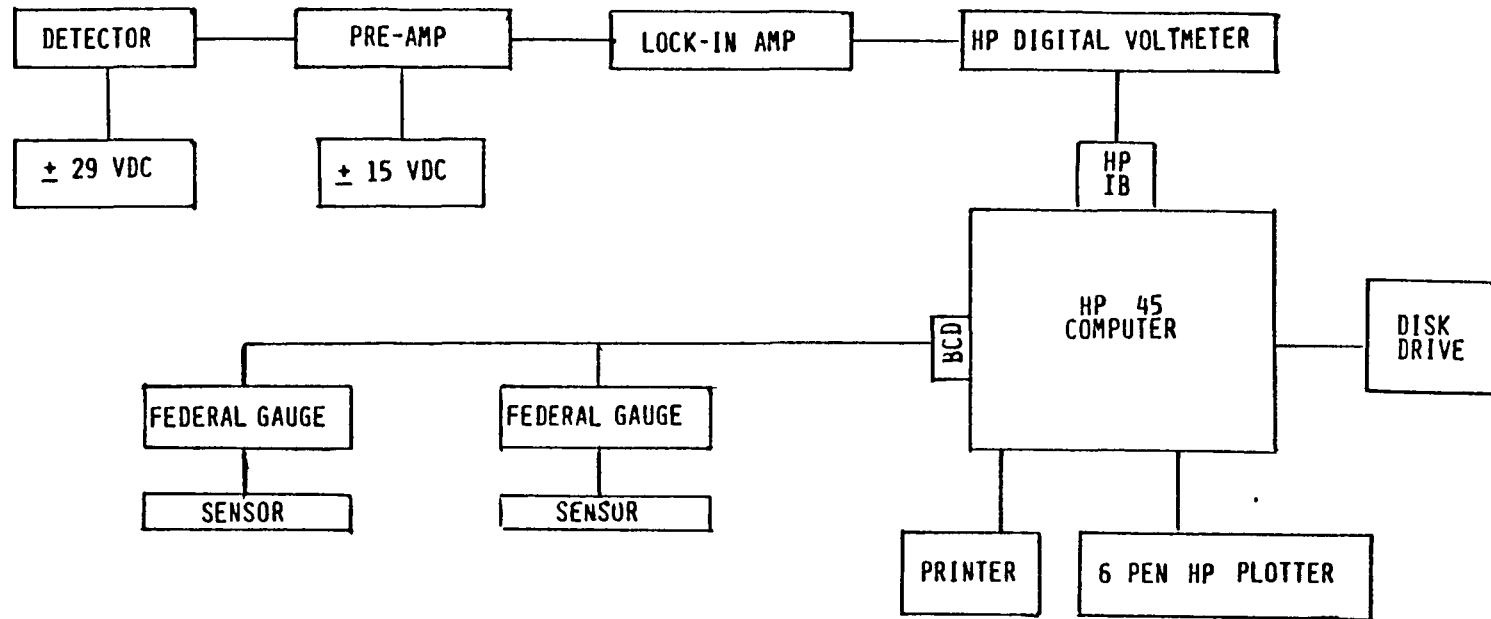 DETECTOR
PRE-AMP
LOCK-IN AMP
HP DIGITAL VOLTMETER
± 29 VDC
± 15 VDC
HP
IB
HP 45
COMPUTER
BCD
DISK
DRIVE
FEDERAL GAUGE
FEDERAL GAUGE
SENSOR
SENSOR
PRINTER
6 PEN HP PLOTTER